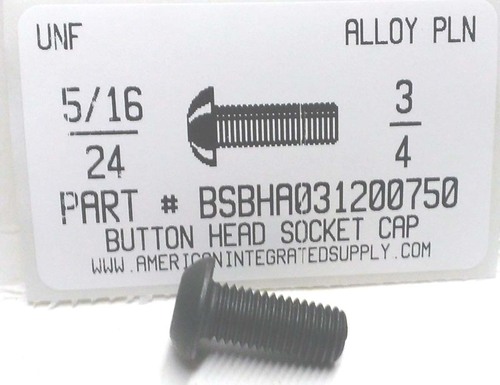 UNF ALLOY PLN
5/16 3
24 4
PART # BSBHA031200750
BUTTON HEAD SOCKET CAP
WWW.AMERICANINTEGRATEDSUPPLY.COM